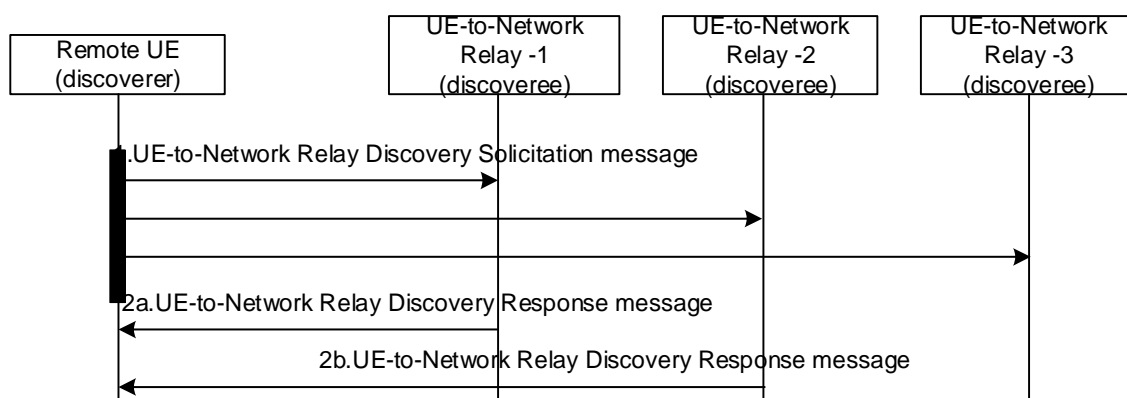 Remote UE
(discoverer)
UE-to-Network
Relay -1
(discoveree)
UE-to-Network
Relay -2
(discoveree)
UE-to-Network
Relay -3
(discoveree)
1.UE-to-Network Relay Discovery Solicitation message
2a.UE-to-Network Relay Discovery Response message
2b.UE-to-Network Relay Discovery Response message